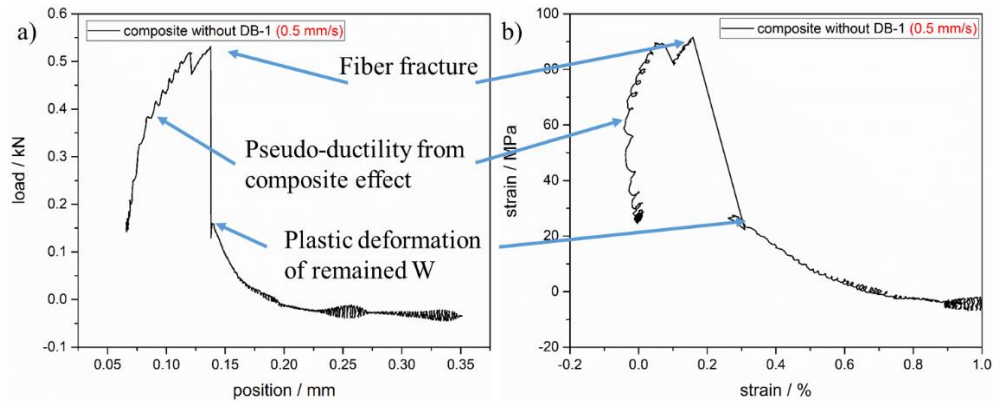 a)
composite without DB-1 (0.5 mm/s)
0.6
0.5
0.4
0.3
0.2
0.1
0.0
-0.1
load / kN
0.05
0.10
0.15
0.20
0.25
0.30
0.35
position / mm
Fiber fracture
Pseudo-ductility from
composite effect
Plastic deformation
of remained W
b)
composite without DB-1 (0.5 mm/s)
100
80
60
40
20
0
-20
strain / MPa
-0.2
0.0
0.2
0.4
0.6
0.8
1.0
strain / %